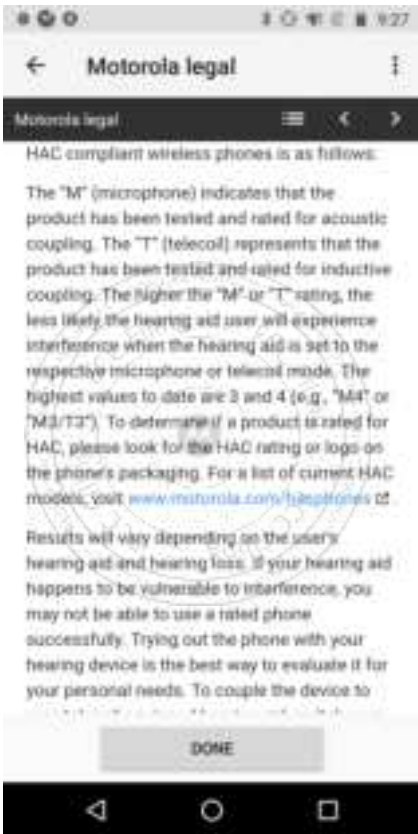 9:27
Motorola legal
Motorola legal
HAC compliant wireless phones is as follows:
The "M" (microphone) indicates that the
product has been tested and rated for acoustic
coupling. The "T" (telecoil) represents that the
product has been tested and rated for inductive
coupling. The higher the "M" or "T" rating, the
less likely the hearing aid user will experience
interference when the hearing aid is set to the
respective microphone or telecoil mode. The
highest values to date are 3 and 4 (e.g., "M4" or
"M3/T3"). To determine if a product is rated for
HAC, please look for the HAC rating or logo on
the phone's packaging. For a list of current HAC
models, visit www.motorola.com/hacphones
Results will vary depending on the user's
hearing aid and hearing loss. If your hearing aid
happens to be vulnerable to interference, you
may not be able to use a rated phone
successfully. Trying out the phone with your
hearing device is the best way to evaluate it for
your personal needs. To couple the device to
DONE